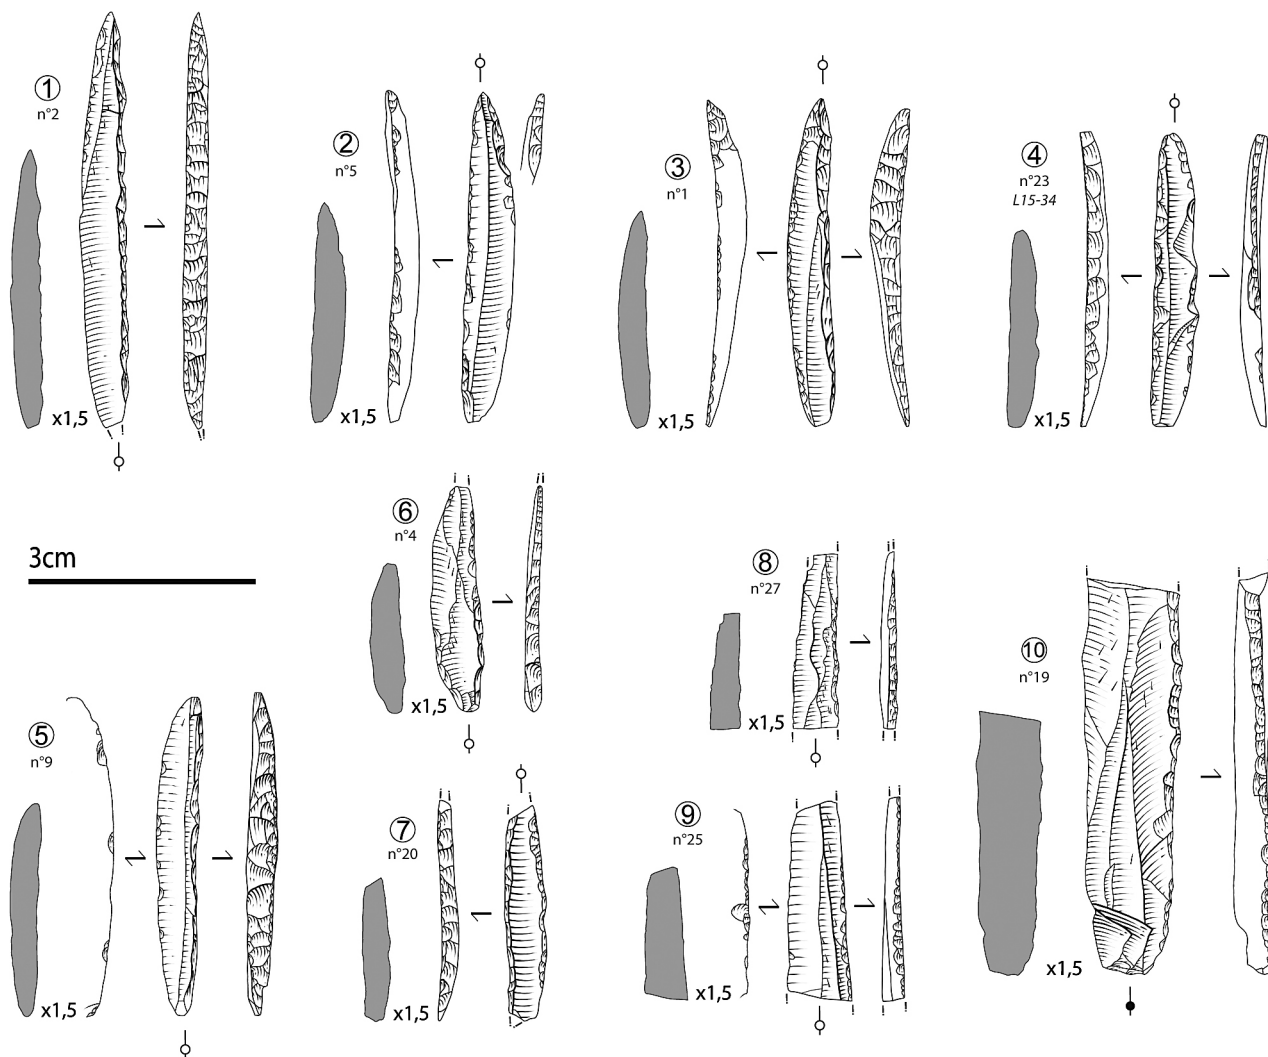 ①
n°2
x1,5
②
n°5
x1,5
③
n°1
x1,5
④
n°23
L15-34
x1,5
3cm
⑤
n°9
x1,5
⑥
n°4
x1,5
⑦
n°20
x1,5
⑧
n°27
x1,5
⑨
n°25
x1,5
⑩
n°19
x1,5